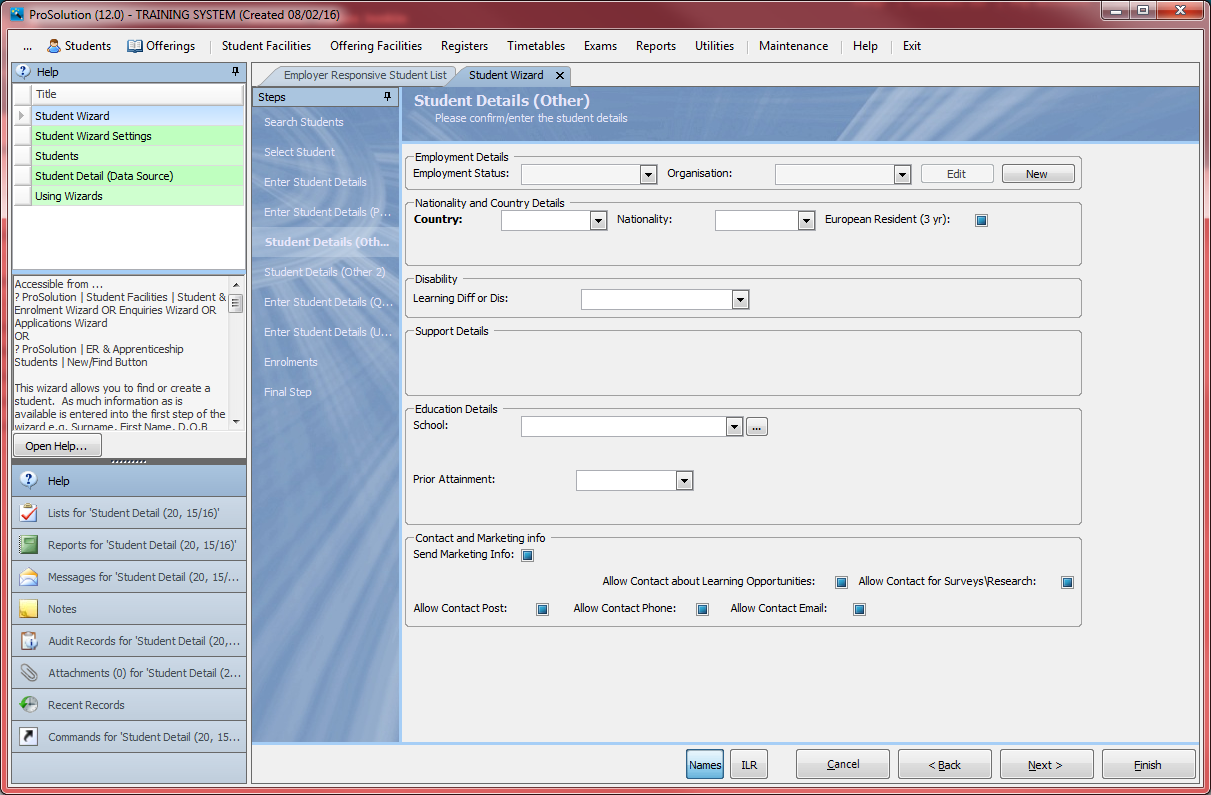 ProSolution (12.0) - TRAINING SYSTEM (Created 08/02/16)
... Students Offerings Student Facilities Offering Facilities Registers Timetables Exams Reports Utilities Maintenance Help Exit
Help
Title
Student Wizard
Student Wizard Settings
Students
Student Detail (Data Source)
Using Wizards
Accessible from ...
? ProSolution | Student Facilities | Student &
Enrolment Wizard OR Enquiries Wizard OR
Applications Wizard
OR
? ProSolution | ER & Apprenticeship
Students | New/Find Button
This wizard allows you to find or create a
student. As much information as is
available is entered into the first step of the
wizard e.g. Surname, First Name, D.O.B
Open Help...
Help
Lists for 'Student Detail (20, 15/16)'
Reports for 'Student Detail (20, 15/16)'
Messages for 'Student Detail (20, 15/...
Notes
Audit Records for 'Student Detail (20,...
Attachments (0) for 'Student Detail (2...
Recent Records
Commands for 'Student Detail (20, 15...
Employer Responsive Student List Student Wizard
Steps
Search Students
Select Student
Enter Student Details
Enter Student Details (P...
Student Details (Oth...
Student Details (Other 2)
Enter Student Details (Q...
Enter Student Details (U...
Enrolments
Final Step
Student Details (Other)
Please confirm/enter the student details
Employment Details
Employment Status: Organisation: Edit New
Nationality and Country Details
Country: Nationality: European Resident (3 yr):
Disability
Learning Diff or Dis:
Support Details
Education Details
School: ...
Prior Attainment:
Contact and Marketing info
Send Marketing Info:
Allow Contact about Learning Opportunities: Allow Contact for Surveys\Research:
Allow Contact Post: Allow Contact Phone: Allow Contact Email:
Names ILR Cancel < Back Next > Finish